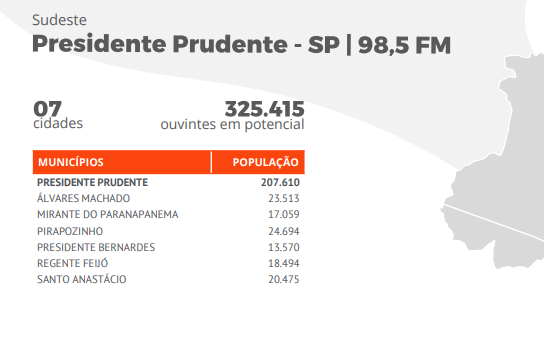 Sudeste
Presidente Prudente - SP | 98,5 FM
07 325.415
cidades ouvintes em potencial
MUNICÍPIOS POPULAÇÃO
PRESIDENTE PRUDENTE 207.610
ÁLVARES MACHADO 23.513
MIRANTE DO PARANAPANEMA 17.059
PIRAPOZINHO 24.694
PRESIDENTE BERNARDES 13.570
REGENTE FEIJÓ 18.494
SANTO ANASTÁCIO 20.475